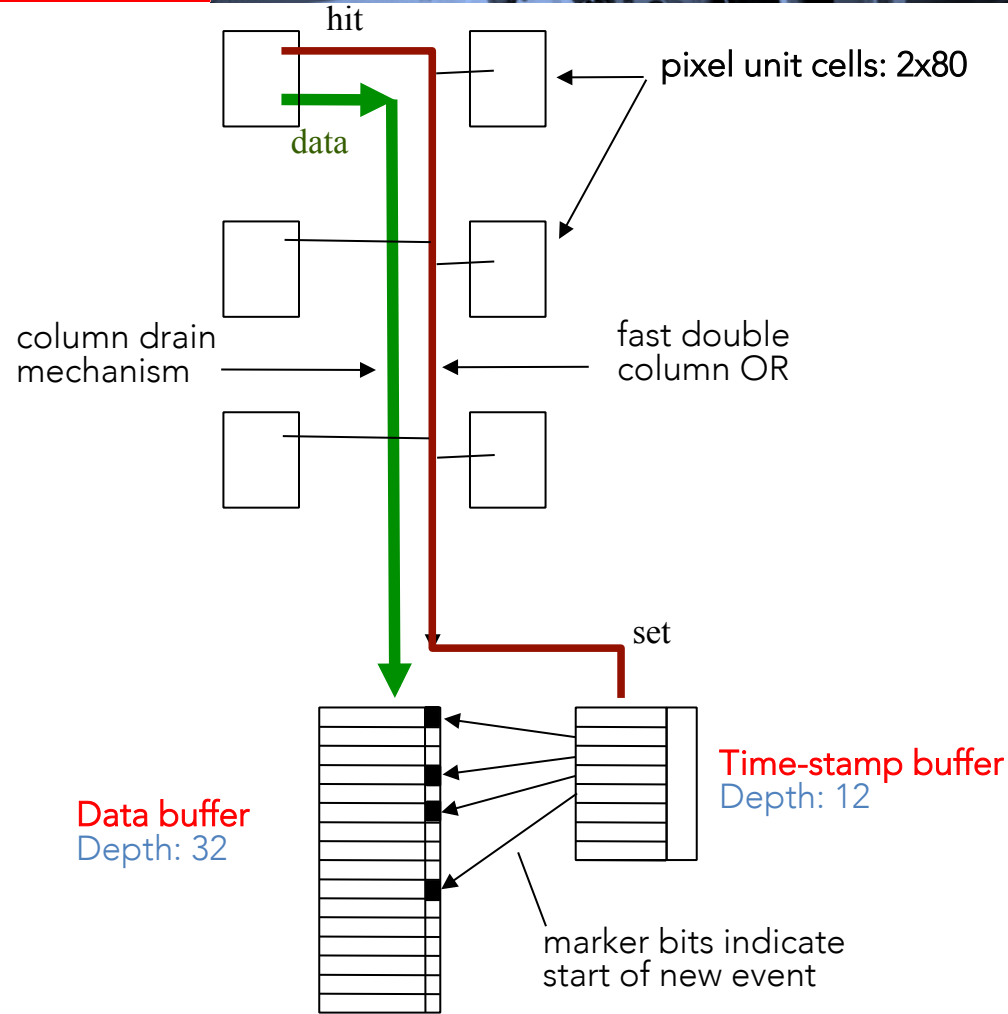 hit
pixel unit cells: 2x80
data
column drain
mechanism
fast double
column OR
set
Time-stamp buffer
Depth: 12
Data buffer
Depth: 32
marker bits indicate
start of new event